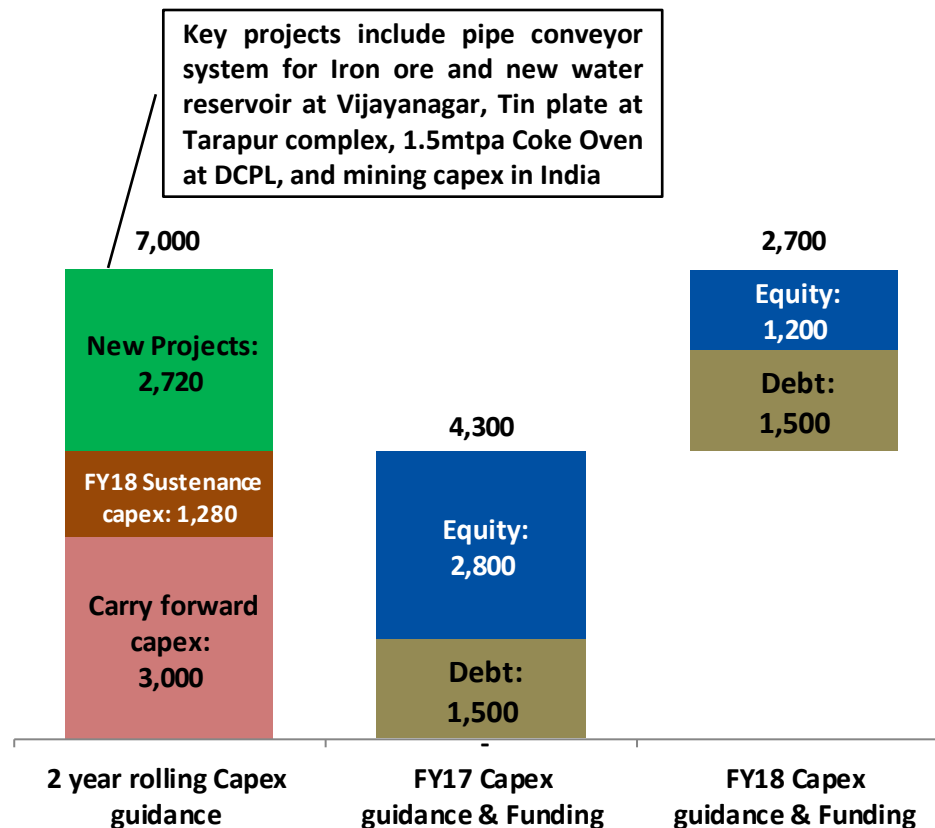 Key projects include pipe conveyor
system for Iron ore and new water
reservoir at Vijayanagar, Tin plate at
Tarapur complex, 1.5mtpa Coke Oven
at DCPL, and mining capex in India
7,000
New Projects:
2,720
FY18 Sustenance
capex: 1,280
Carry forward
capex:
3,000
4,300
Equity:
2,800
Debt:
1,500
-
2,700
Equity:
1,200
Debt:
1,500
2 year rolling Capex
guidance
FY17 Capex
guidance & Funding
FY18 Capex
guidance & Funding